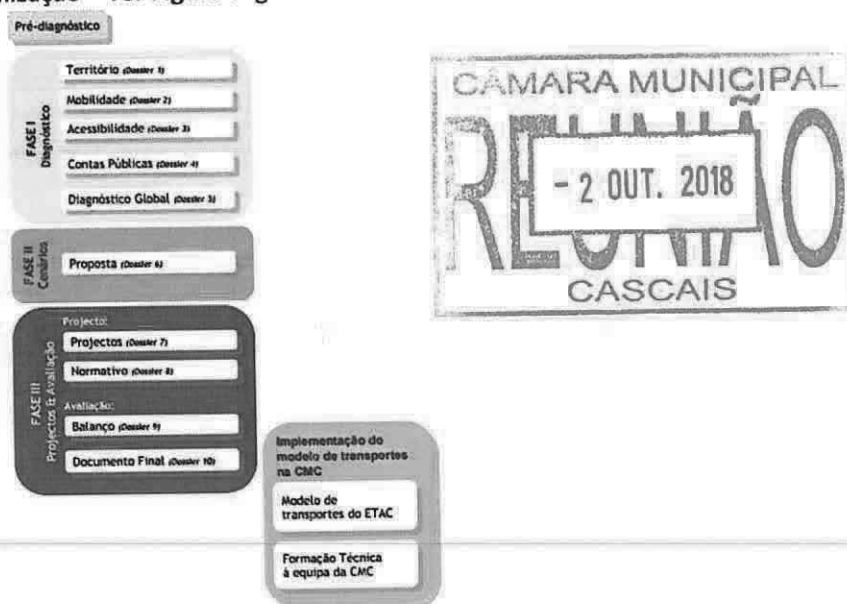 Pré-diagnóstico
FASE I
Diagnóstico
Território (Dossier 1)
Mobilidade (Dossier 2)
Acessibilidade (Dossier 3)
Contas Públicas (Dossier 4)
Diagnóstico Global (Dossier 5)
FASE II
Cenários
Proposta (Dossier 6)
FASE III
Projectos & Avaliação
Projecto:
Projectos (Dossier 7)
Normativo (Dossier 8)
Avaliação:
Balanço (Dossier 9)
Documento Final (Dossier 10)
Implementação do
modelo de transportes
na CMC
Modelo de
transportes do ETAC
Formação Técnica
à equipa da CMC
CÂMARA MUNICIPAL
REUNIÃO
- 2 OUT. 2018
CASCAIS